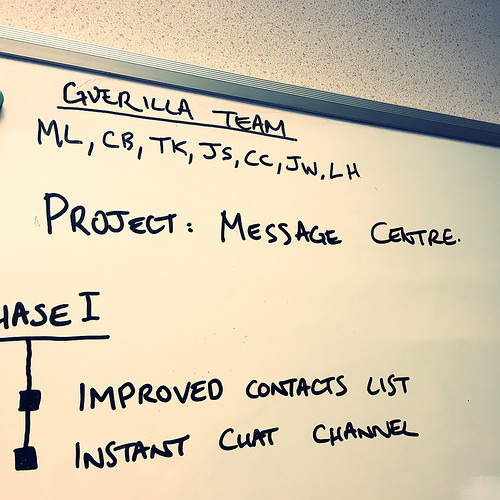 GUERILLA TEAM
ML, CB, TK, JS, CC, JW, LH
PROJECT: MESSAGE CENTRE.
HASE I
IMPROVED CONTACTS LIST
INSTANT CHAT CHANNEL